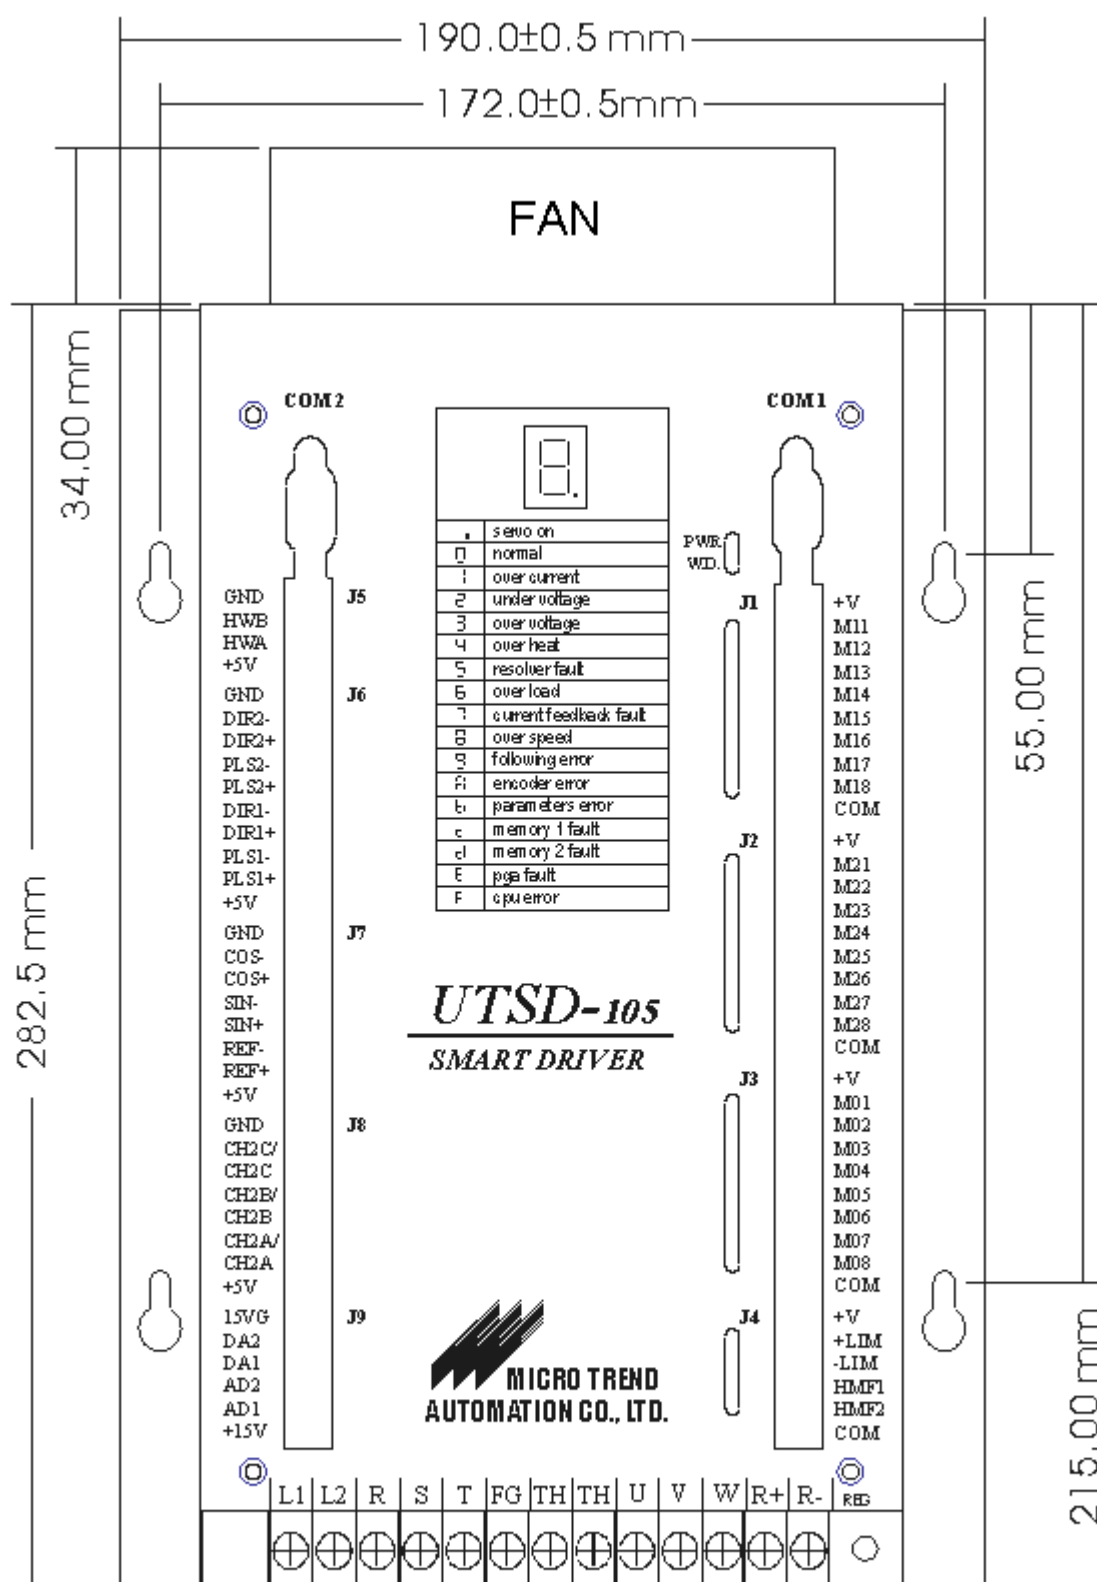 190.0±0.5 mm
172.0±0.5mm
FAN
34.00 mm
282.5 mm
55.00 mm
215.00 mm
COM2
COM1
8.
. servo on
0 normal
1 over current
2 under voltage
3 over voltage
4 over heat
5 resolver fault
6 over load
7 current feedback fault
8 over speed
9 following error
A encoder error
b parameters error
c memory 1 fault
d memory 2 fault
E pga fault
F cpu error
PWR
WD.
J5
GND
HWB
HWA
+5V
J6
GND
DIR2-
DIR2+
PLS2-
PLS2+
DIR1-
DIR1+
PLS1-
PLS1+
+5V
J7
GND
COS-
COS+
SIN-
SIN+
REF-
REF+
+5V
J8
GND
CH2C/
CH2C
CH2B/
CH2B
CH2A/
CH2A
+5V
J9
15VG
DA2
DA1
AD2
AD1
+15V
J1
+V
M11
M12
M13
M14
M15
M16
M17
M18
COM
J2
+V
M21
M22
M23
M24
M25
M26
M27
M28
COM
J3
+V
M01
M02
M03
M04
M05
M06
M07
M08
COM
J4
+V
+LIM
-LIM
HMF1
HMF2
COM
UTSD-105
SMART DRIVER
MICRO TREND
AUTOMATION CO., LTD.
L1 L2 R S T FG TH TH U V W R+ R- REG